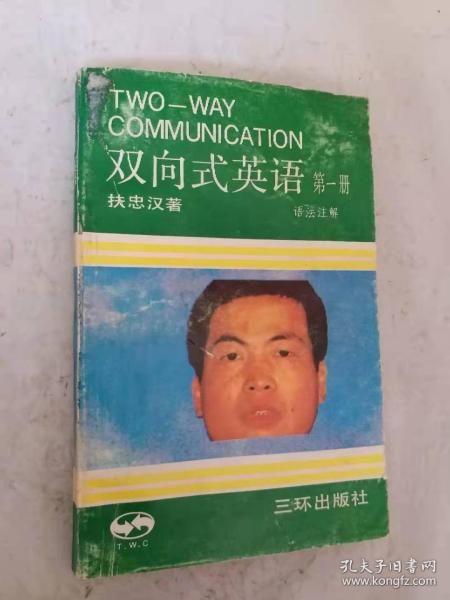 TWO-WAY
COMMUNICATION
双向式英语 第一册
扶忠汉著
语法注解
三环出版社
T.W.C
孔夫子旧书网
www.kongfz.com